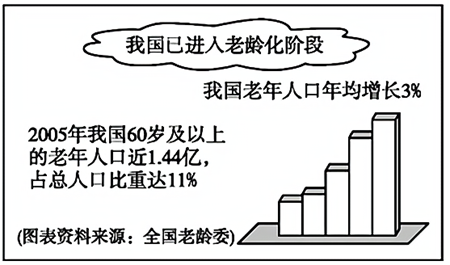 我国已进入老龄化阶段
我国老年人口年均增长3%
2005年我国60岁及以上
的老年人口近1.44亿，
占总人口比重达11%
(图表资料来源：全国老龄委)